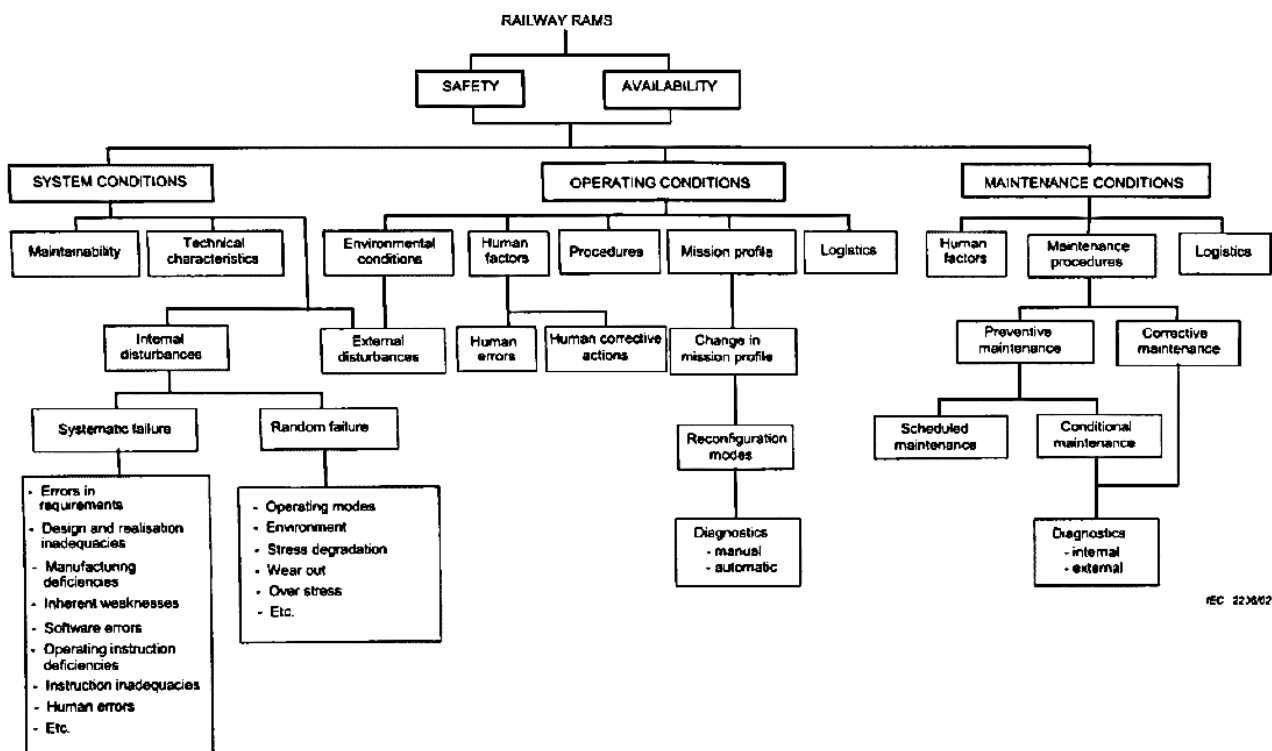 RAILWAY RAMS
SAFETY
AVAILABILITY
SYSTEM CONDITIONS
OPERATING CONDITIONS
MAINTENANCE CONDITIONS
Maintainability
Technical
characteristics
Environmental
conditions
Human
factors
Procedures
Mission profile
Logistics
Human
factors
Maintenance
procedures
Logistics
Internal
disturbances
External
disturbances
Human
errors
Human corrective
actions
Change in
mission profile
Preventive
maintenance
Corrective
maintenance
Systematic failure
Random failure
Reconfiguration
modes
Scheduled
maintenance
Conditional
maintenance
- Errors in
requirements
- Design and realisation
inadequacies
- Manufacturing
deficiencies
- Inherent weaknesses
- Software errors
- Operating instruction
deficiencies
- Instruction inadequacies
- Human errors
- Etc.
- Operating modes
- Environment
- Stress degradation
- Wear out
- Over stress
- Etc.
Diagnostics
- manual
- automatic
Diagnostics
- internal
- external
IEC